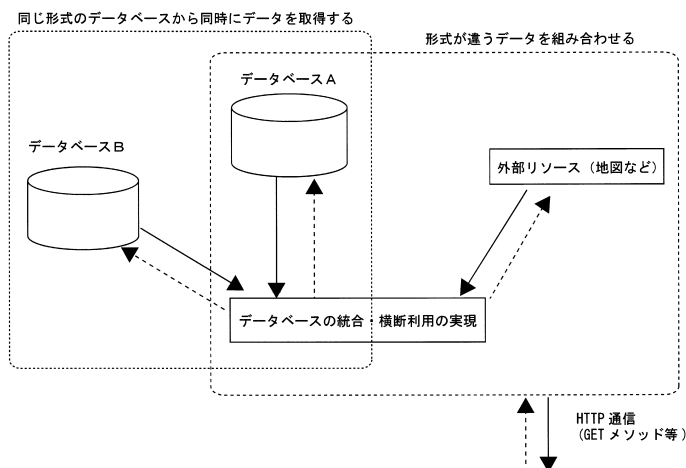 同じ形式のデータベースから同時にデータを取得する
形式が違うデータを組み合わせる
データベースA
データベースB
外部リソース（地図など）
データベースの統合・横断利用の実現
HTTP 通信
(GET メソッド等 )